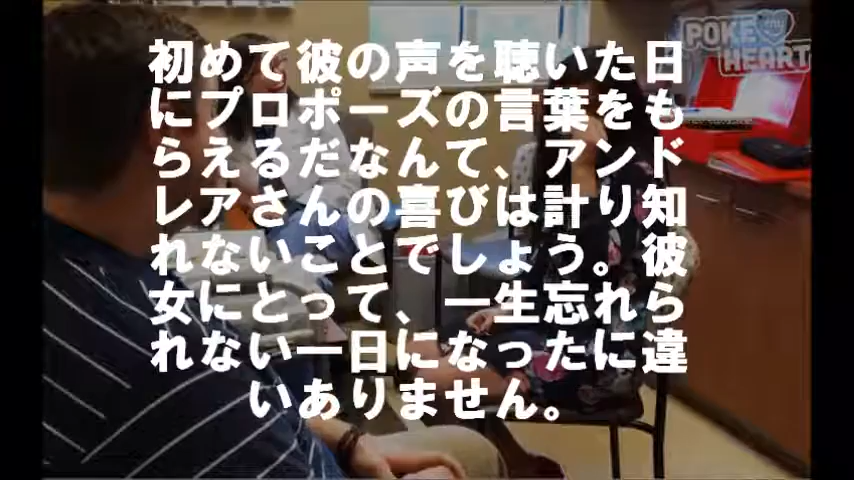 初めて彼の声を聴いた日
にプロポーズの言葉をも
らえるだなんて、アンド
レアさんの喜びは計り知
れないことでしょう。彼
女にとって、一生忘れら
れない一日になったに違
いありません。
POKE my
HEART